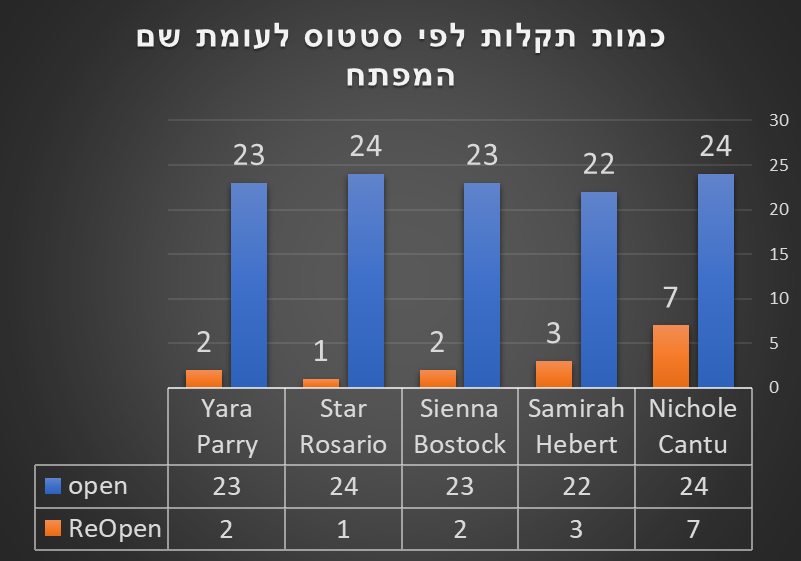 כמות תקלות לפי סטטוס לעומת שם
המפתח
30
25
20
15
10
5
0
23 24 23 22 24
2 1 2 3 7
Yara Parry
Star Rosario
Sienna Bostock
Samirah Hebert
Nichole Cantu
open 23 24 23 22 24
ReOpen 2 1 2 3 7